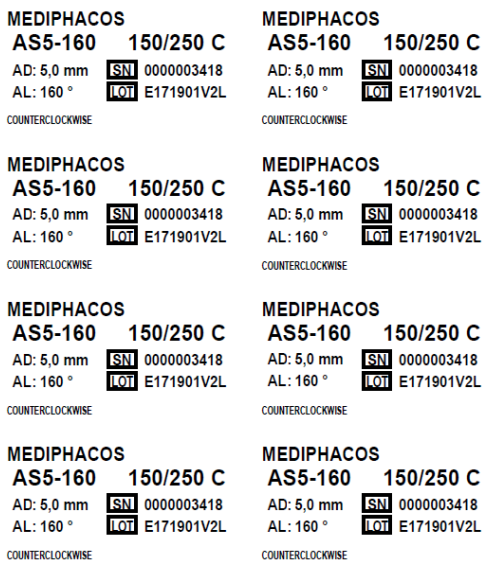 MEDIPHACOS
AS5-160 150/250 C
AD: 5,0 mm SN 0000003418
AL: 160 ° LOT E171901V2L
COUNTERCLOCKWISE
MEDIPHACOS
AS5-160 150/250 C
AD: 5,0 mm SN 0000003418
AL: 160 ° LOT E171901V2L
COUNTERCLOCKWISE
MEDIPHACOS
AS5-160 150/250 C
AD: 5,0 mm SN 0000003418
AL: 160 ° LOT E171901V2L
COUNTERCLOCKWISE
MEDIPHACOS
AS5-160 150/250 C
AD: 5,0 mm SN 0000003418
AL: 160 ° LOT E171901V2L
COUNTERCLOCKWISE
MEDIPHACOS
AS5-160 150/250 C
AD: 5,0 mm SN 0000003418
AL: 160 ° LOT E171901V2L
COUNTERCLOCKWISE
MEDIPHACOS
AS5-160 150/250 C
AD: 5,0 mm SN 0000003418
AL: 160 ° LOT E171901V2L
COUNTERCLOCKWISE
MEDIPHACOS
AS5-160 150/250 C
AD: 5,0 mm SN 0000003418
AL: 160 ° LOT E171901V2L
COUNTERCLOCKWISE
MEDIPHACOS
AS5-160 150/250 C
AD: 5,0 mm SN 0000003418
AL: 160 ° LOT E171901V2L
COUNTERCLOCKWISE